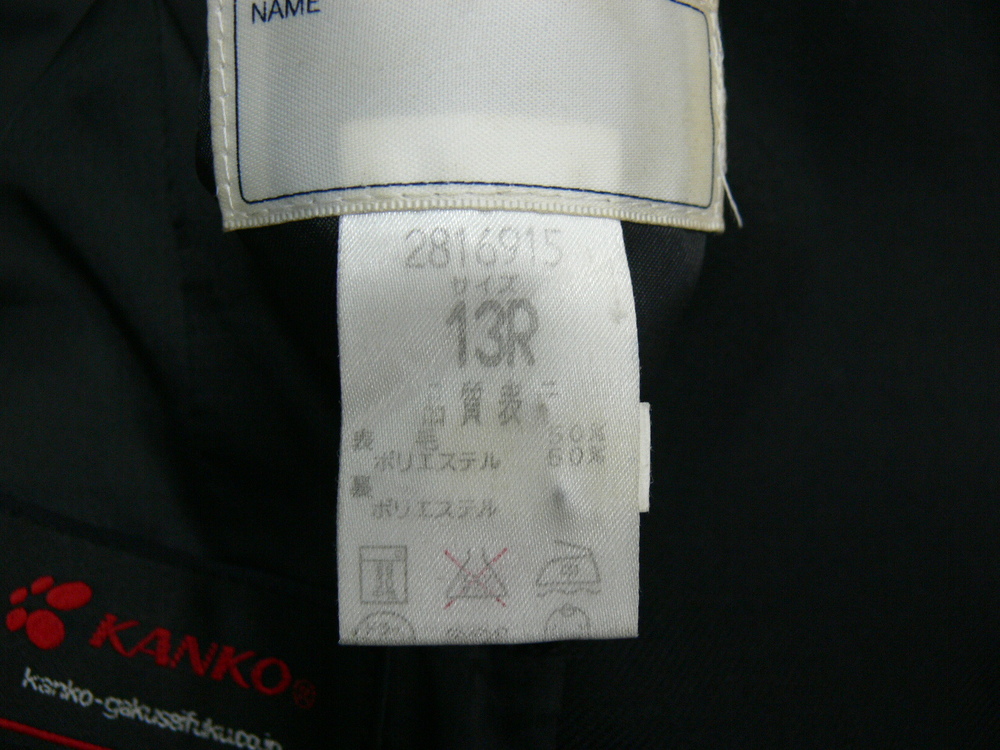 NAME
2816915
サイズ
13R
品質表示
表 毛 50%
ポリエステル 50%
裏
ポリエステル
KANKO®
kanko-gakuseifuku.co.jp